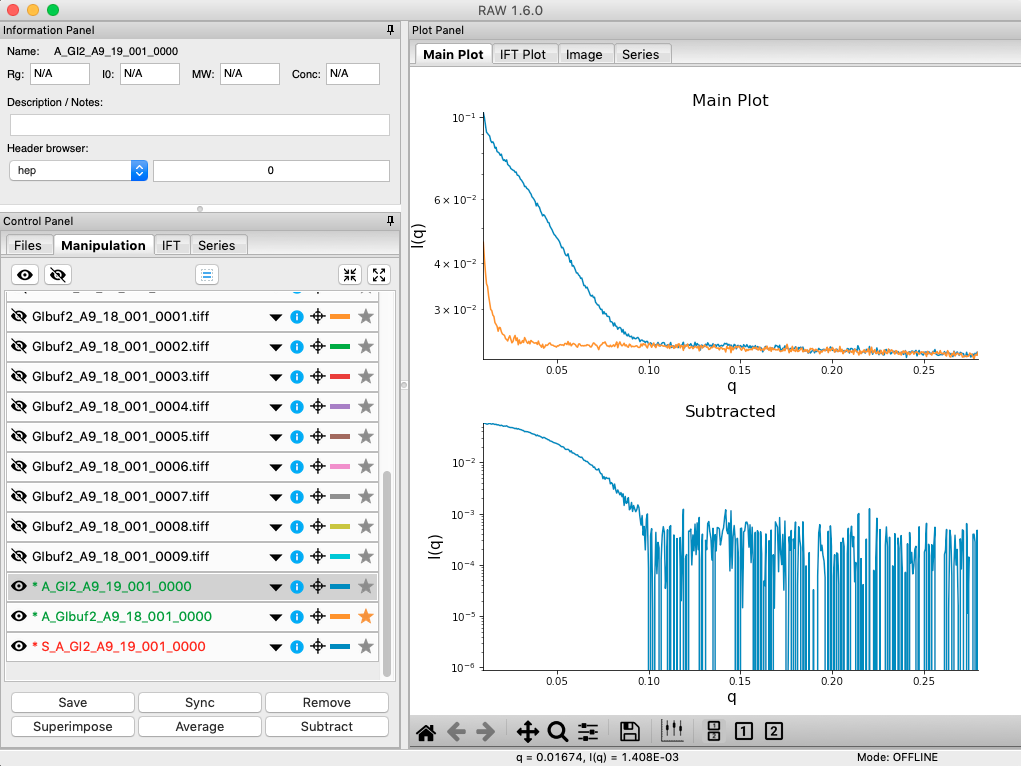 RAW 1.6.0
Information Panel
Name: A_GI2_A9_19_001_0000
Rg: N/A I0: N/A MW: N/A Conc: N/A
Description / Notes:
Header browser:
hep 0
Control Panel
Files Manipulation IFT Series
GIbuf2_A9_18_001_0001.tiff
GIbuf2_A9_18_001_0002.tiff
GIbuf2_A9_18_001_0003.tiff
GIbuf2_A9_18_001_0004.tiff
GIbuf2_A9_18_001_0005.tiff
GIbuf2_A9_18_001_0006.tiff
GIbuf2_A9_18_001_0007.tiff
GIbuf2_A9_18_001_0008.tiff
GIbuf2_A9_18_001_0009.tiff
* A_GI2_A9_19_001_0000
* A_GIbuf2_A9_18_001_0000
* S_A_GI2_A9_19_001_0000
Save Sync Remove
Superimpose Average Subtract
Plot Panel
Main Plot IFT Plot Image Series
Main Plot
10⁻¹
6 × 10⁻²
4 × 10⁻²
3 × 10⁻²
I(q)
0.05 0.10 0.15 0.20 0.25
q
Subtracted
10⁻²
10⁻³
10⁻⁴
10⁻⁵
10⁻⁶
I(q)
0.05 0.10 0.15 0.20 0.25
q
1 2 1 2
q = 0.01674, I(q) = 1.408E-03 Mode: OFFLINE